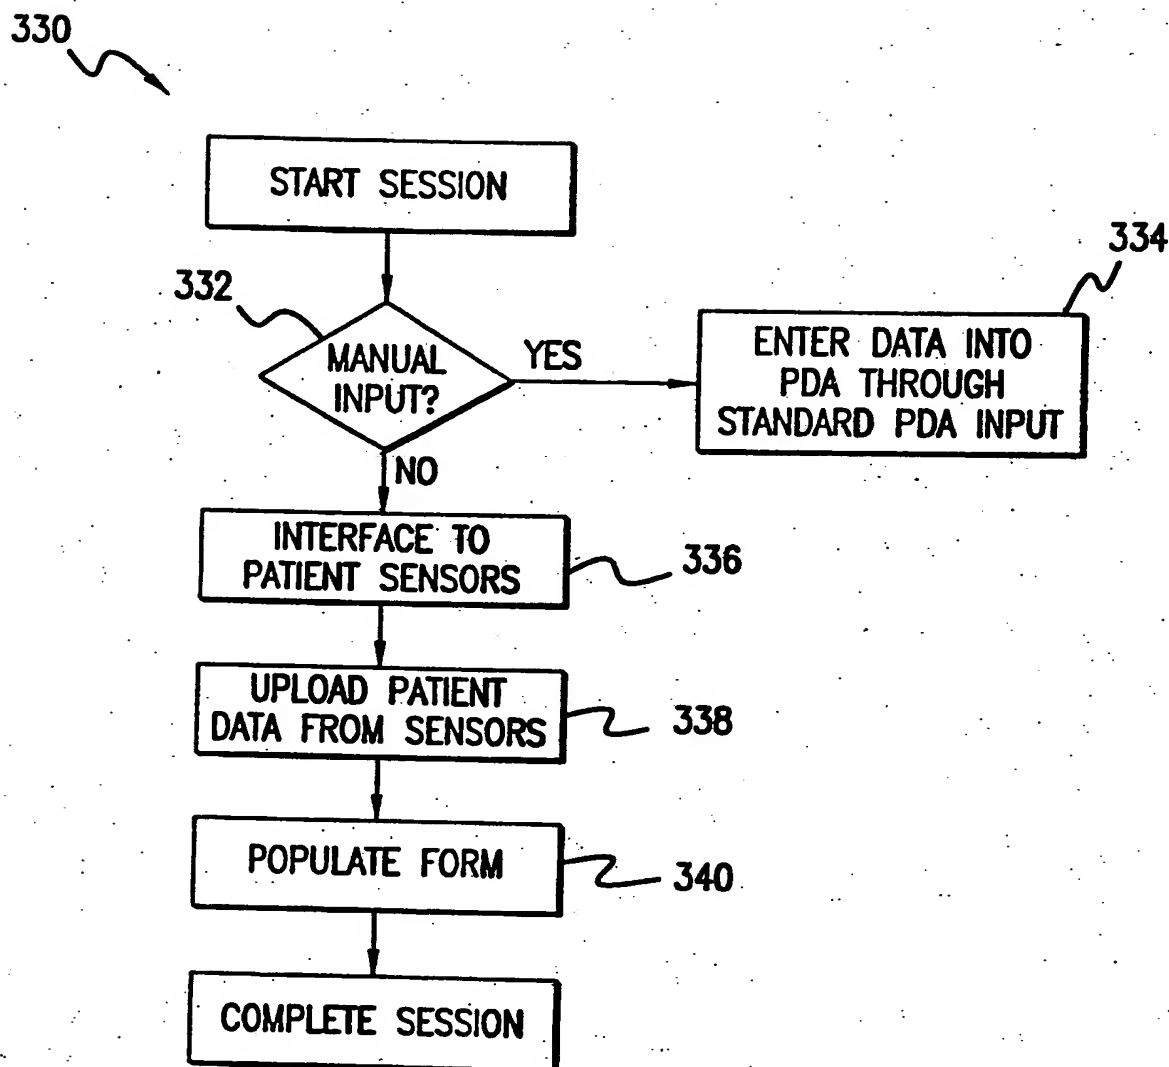 330
START SESSION
332
MANUAL
INPUT?
YES
334
ENTER DATA INTO
PDA THROUGH
STANDARD PDA INPUT
NO
INTERFACE TO
PATIENT SENSORS
336
UPLOAD PATIENT
DATA FROM SENSORS
338
POPULATE FORM
340
COMPLETE SESSION